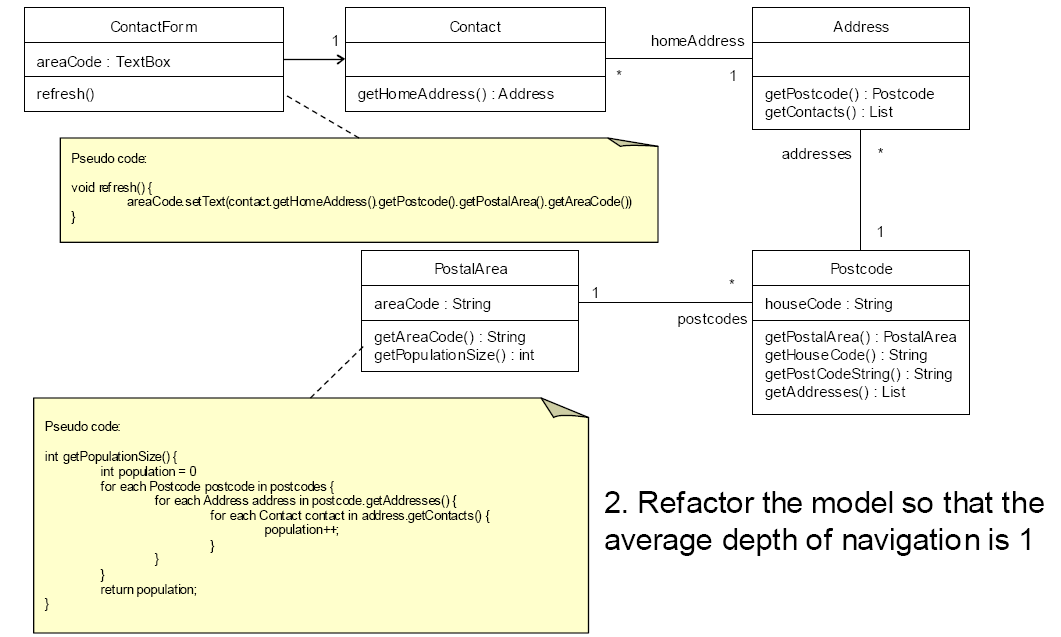 ContactForm
areaCode : TextBox
refresh()
1
Contact
getHomeAddress() : Address
homeAddress
*
1
Address
getPostcode() : Postcode
getContacts() : List
addresses
*
1
Pseudo code:
void refresh() {
areaCode.setText(contact.getHomeAddress().getPostcode().getPostalArea().getAreaCode())
}
PostalArea
areaCode : String
getAreaCode() : String
getPopulationSize() : int
1
*
postcodes
Postcode
houseCode : String
getPostalArea() : PostalArea
getHouseCode() : String
getPostCodeString() : String
getAddresses() : List
Pseudo code:
int getPopulationSize() {
int population = 0
for each Postcode postcode in postcodes {
for each Address address in postcode.getAddresses() {
for each Contact contact in address.getContacts() {
population++;
}
}
}
return population;
}
2. Refactor the model so that the
average depth of navigation is 1